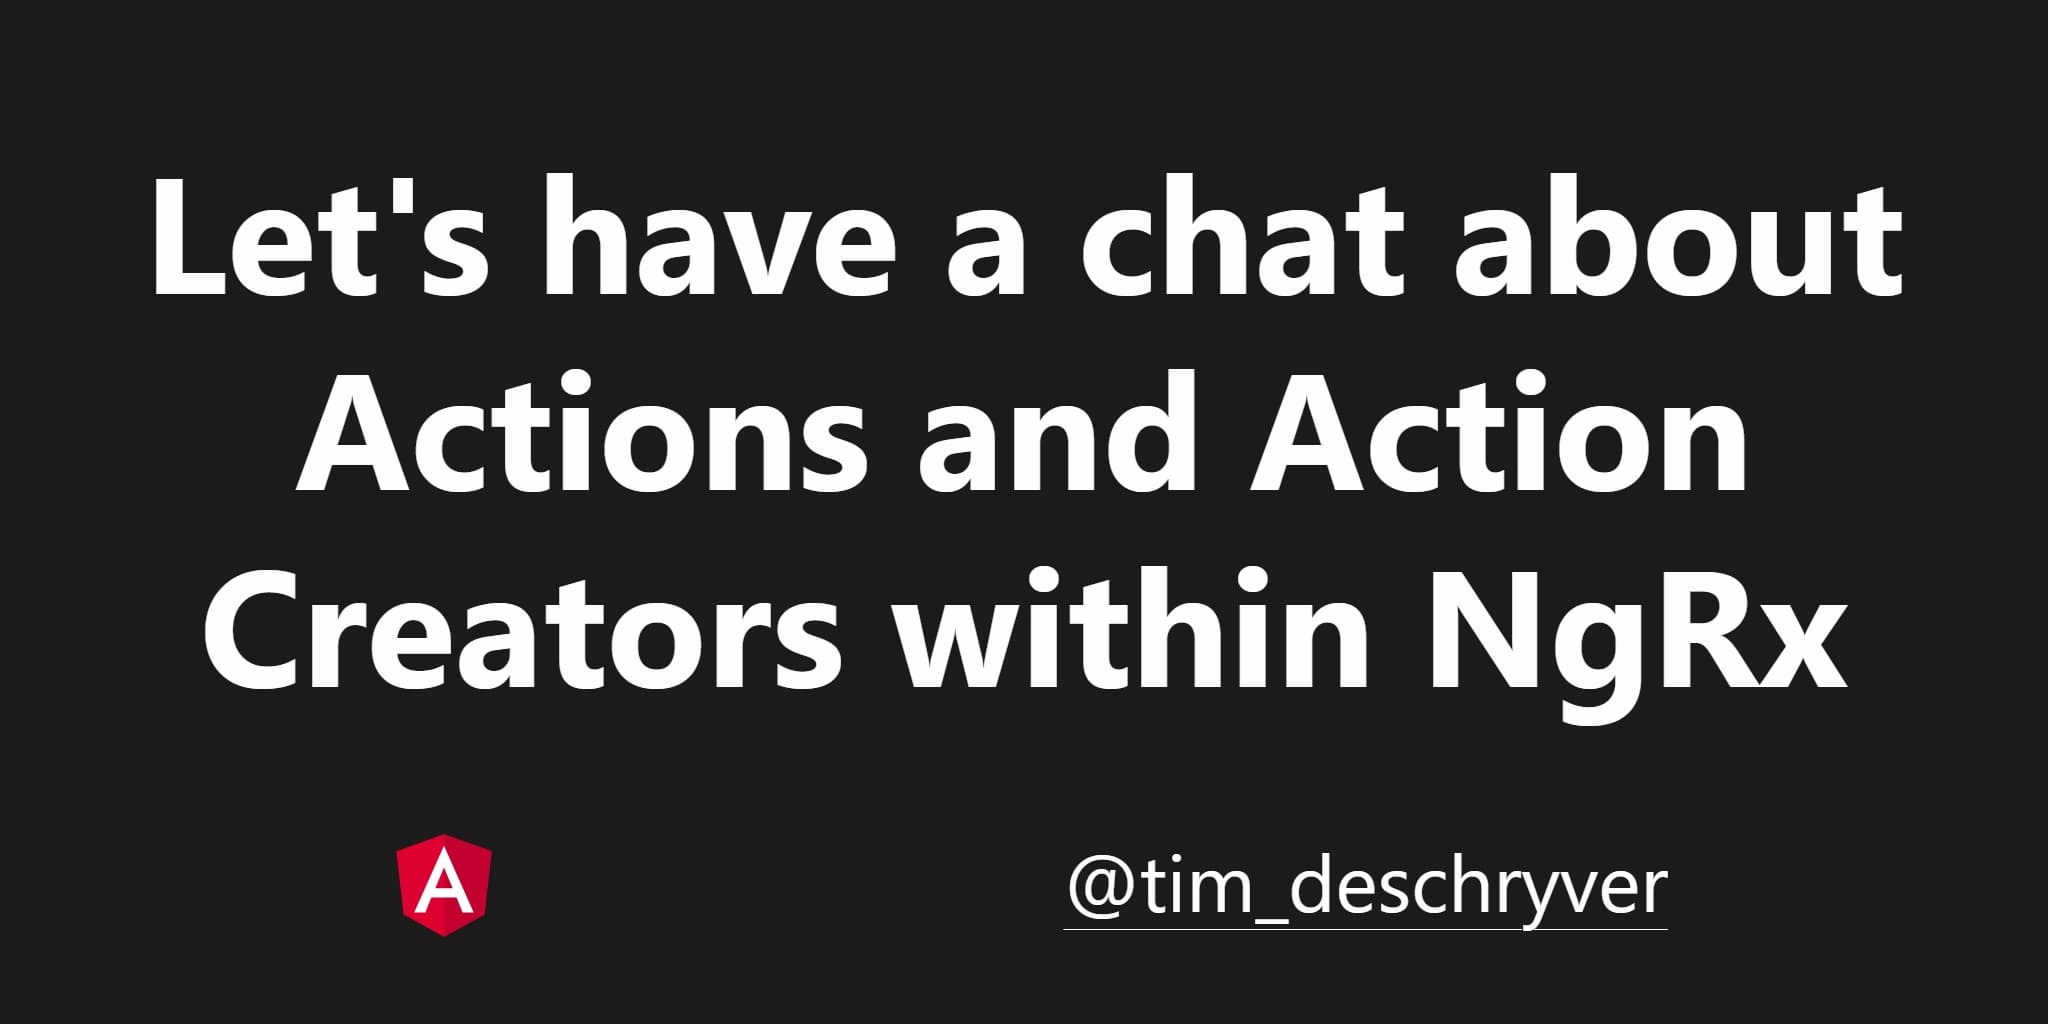 Let's have a chat about
Actions and Action
Creators within NgRx
A
@tim_deschryver